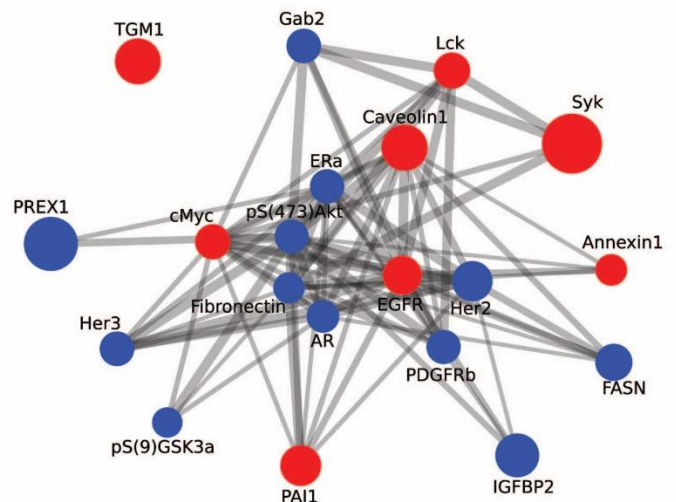 TGM1
Gab2
Lck
Syk
Caveolin1
ERa
PREX1
cMyc
pS(473)Akt
Annexin1
Fibronectin
EGFR
Her2
Her3
AR
PDGFRb
FASN
pS(9)GSK3a
PAI1
IGFBP2